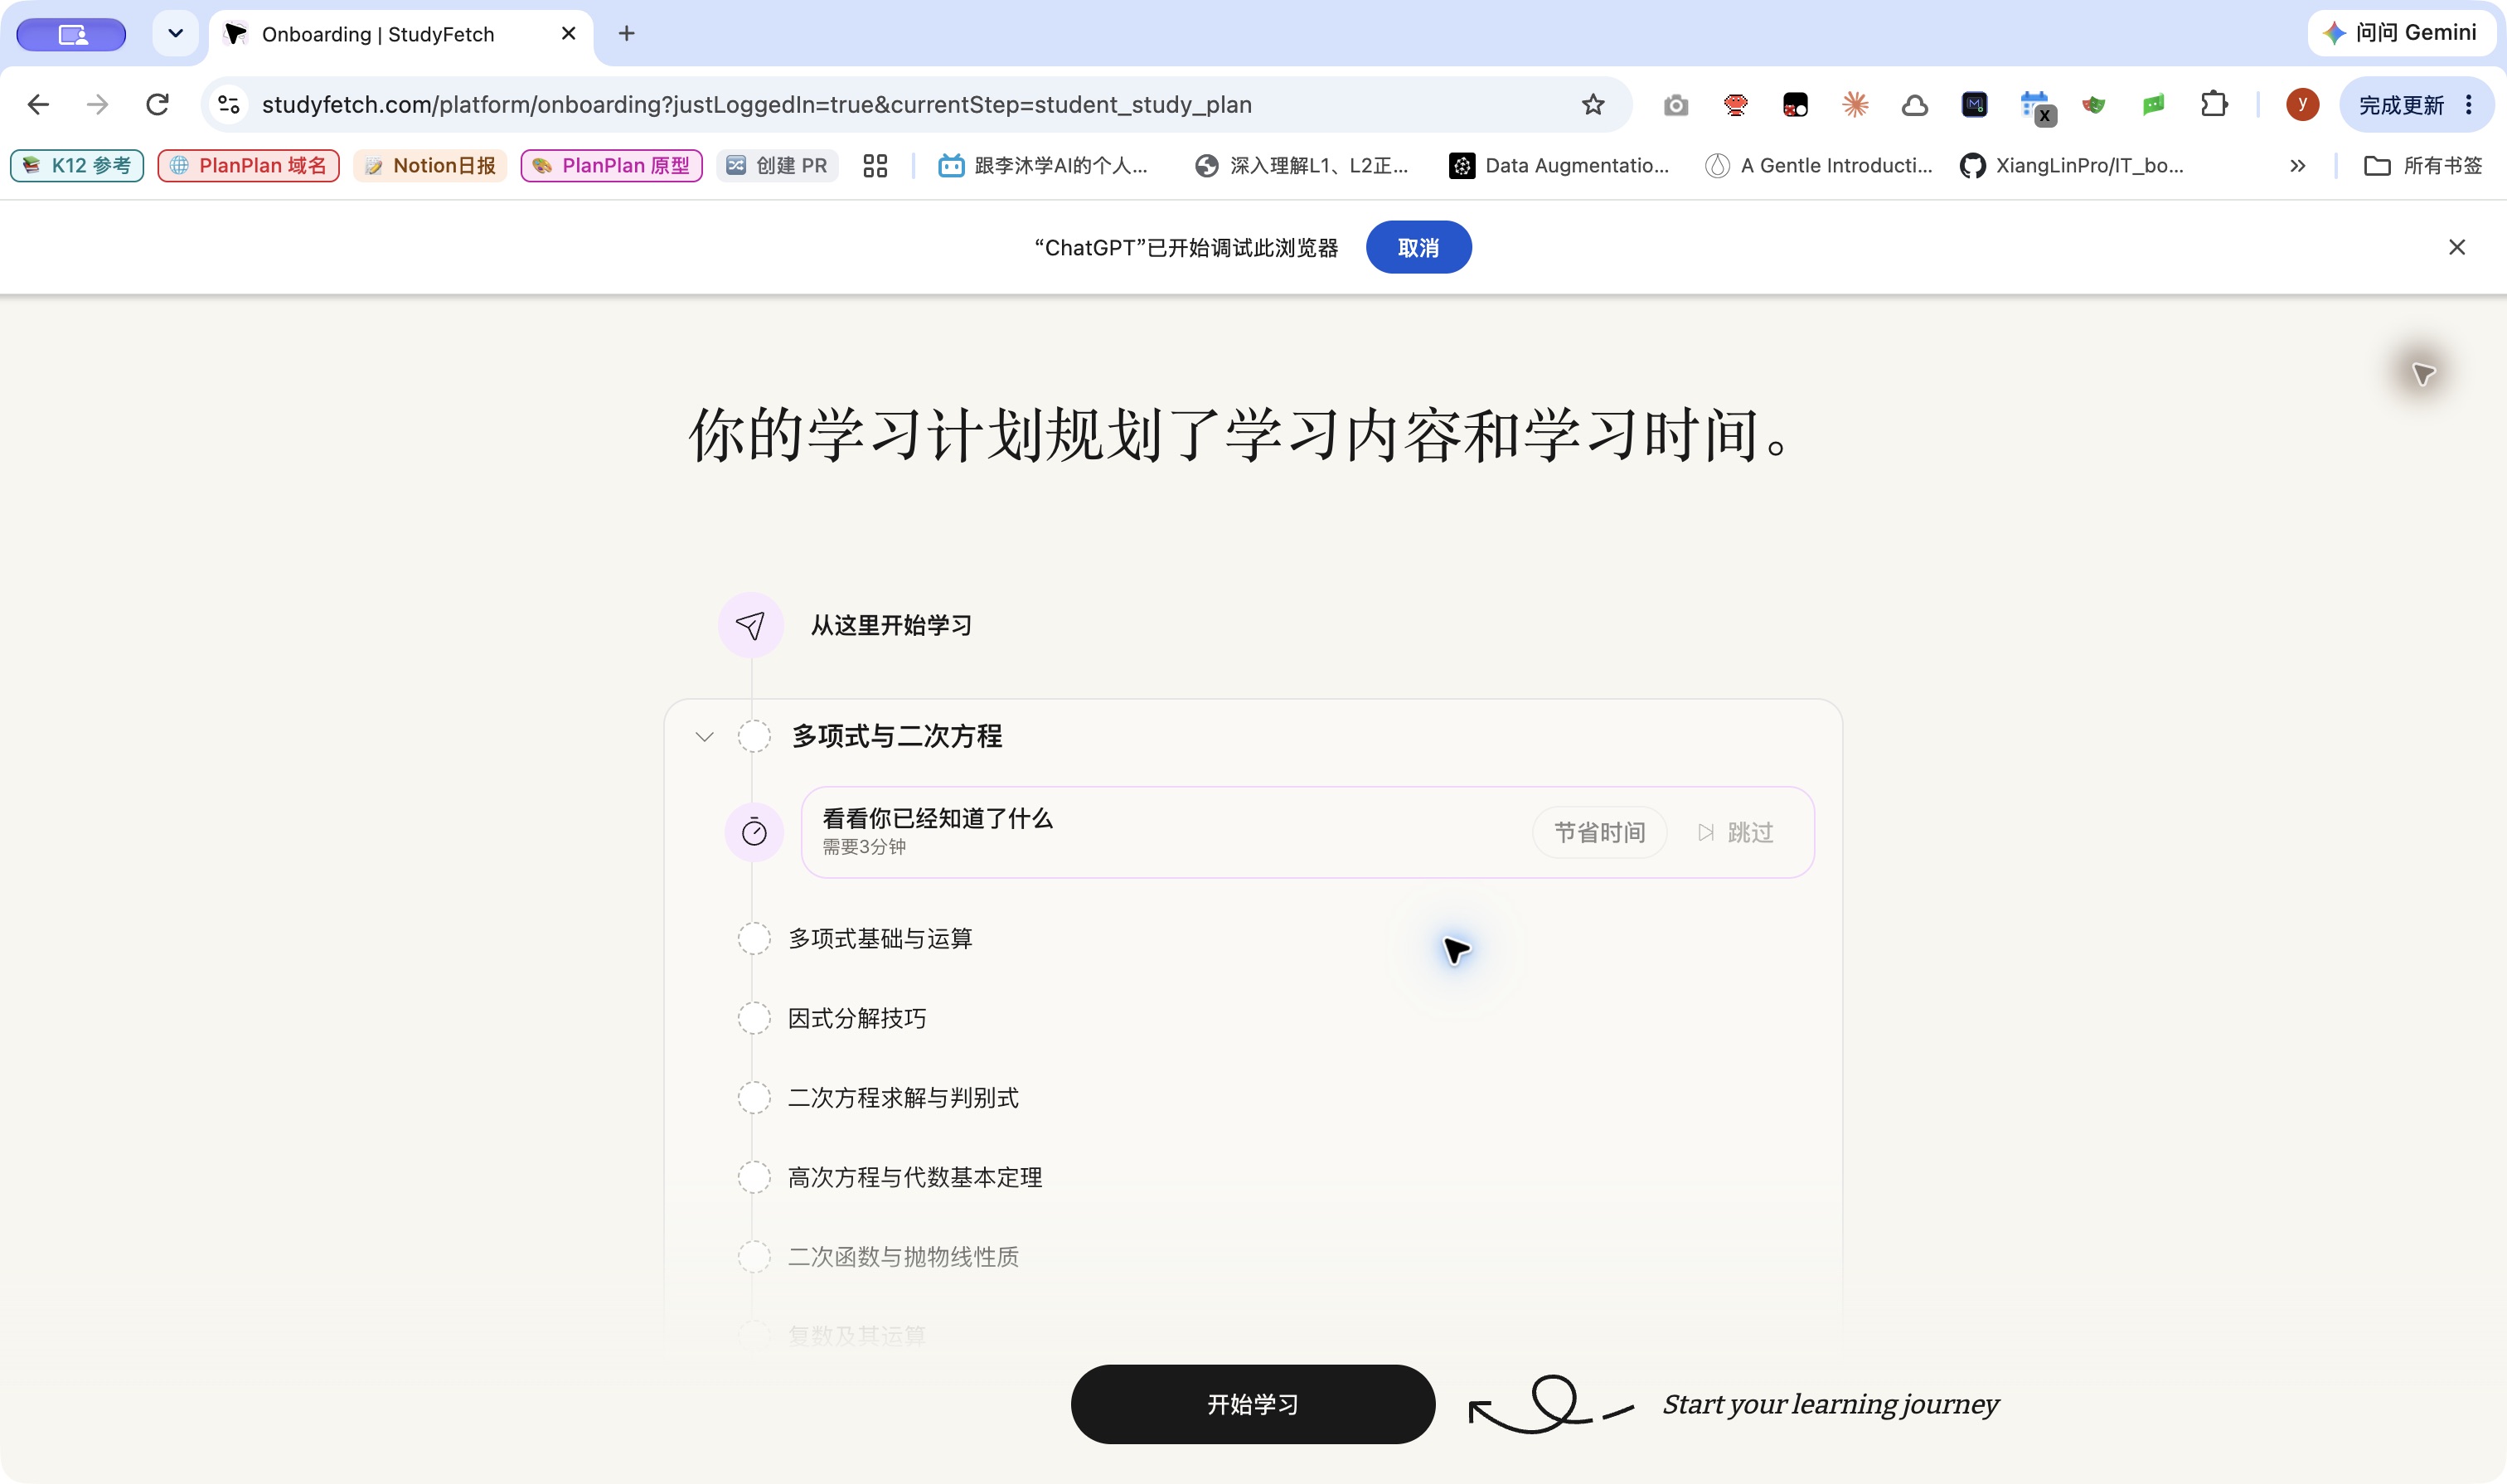 Onboarding | StudyFetch
问问 Gemini
studyfetch.com/platform/onboarding?justLoggedIn=true&currentStep=student_study_plan
X
y
完成更新
K12 参考
PlanPlan 域名
Notion日报
PlanPlan 原型
创建 PR
跟李沐学AI的个人...
深入理解L1、L2正...
Data Augmentatio...
A Gentle Introducti...
XiangLinPro/IT_bo...
所有书签
“ChatGPT”已开始调试此浏览器
取消
你的学习计划规划了学习内容和学习时间。
从这里开始学习
多项式与二次方程
看看你已经知道了什么
需要3分钟
节省时间
跳过
多项式基础与运算
因式分解技巧
二次方程求解与判别式
高次方程与代数基本定理
二次函数与抛物线性质
复数及其运算
开始学习
Start your learning journey